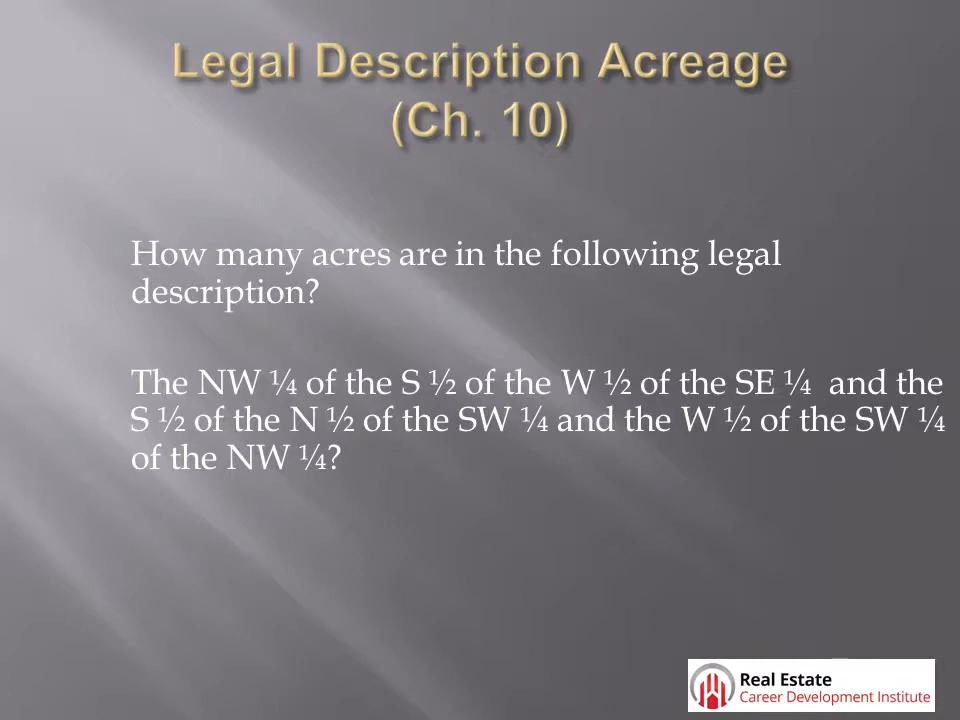 Legal Description Acreage
(Ch. 10)
How many acres are in the following legal
description?
The NW ¼ of the S ½ of the W ½ of the SE ¼ and the
S ½ of the N ½ of the SW ¼ and the W ½ of the SW ¼
of the NW ¼?
Real Estate
Career Development Institute